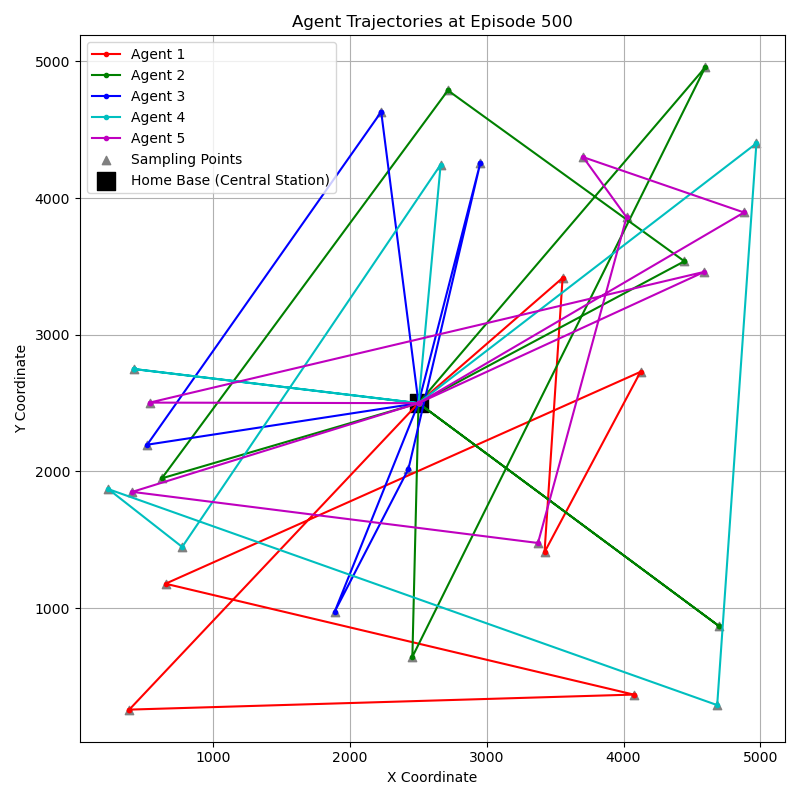 Agent Trajectories at Episode 500
Agent 1
Agent 2
Agent 3
Agent 4
Agent 5
Sampling Points
Home Base (Central Station)
Y Coordinate
5000
4000
3000
2000
1000
1000 2000 3000 4000 5000
X Coordinate